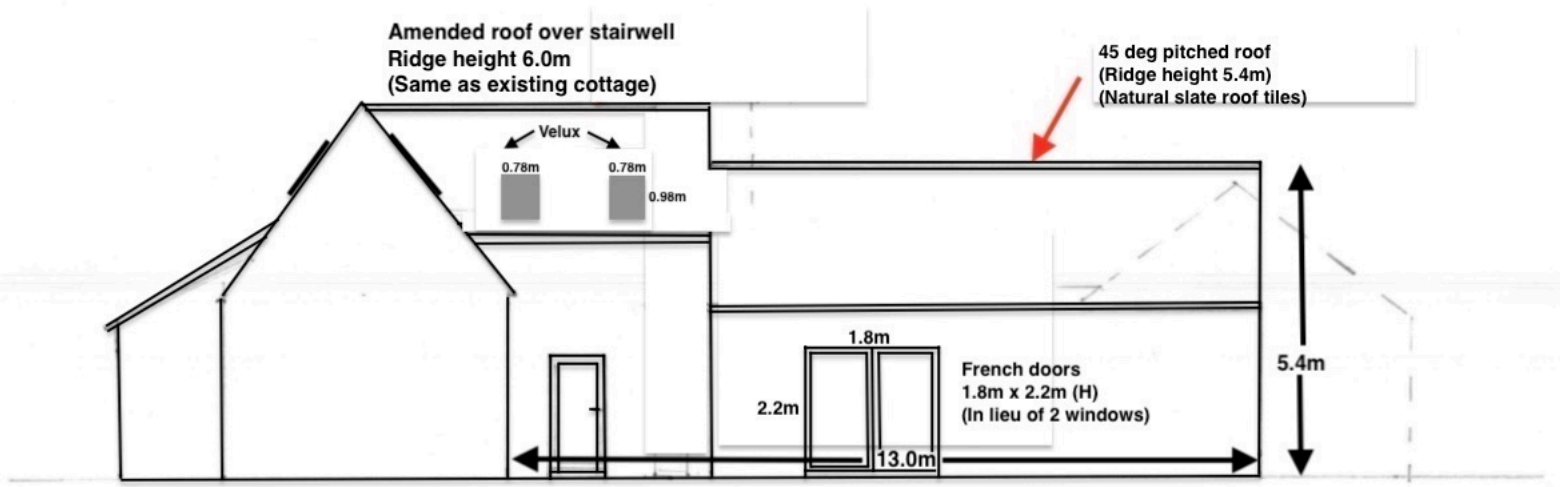 Amended roof over stairwell
Ridge height 6.0m
(Same as existing cottage)
45 deg pitched roof
(Ridge height 5.4m)
(Natural slate roof tiles)
Velux
0.78m
0.78m
0.98m
1.8m
2.2m
French doors
1.8m x 2.2m (H)
(In lieu of 2 windows)
5.4m
13.0m